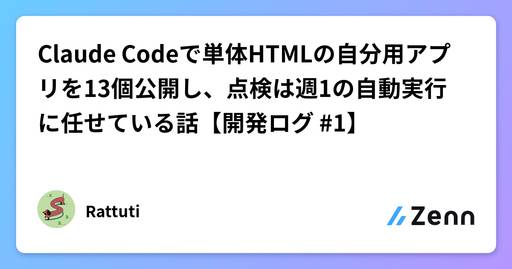 Claude Codeで単体HTMLの自分用アプ
リを13個公開し、点検は週1の自動実行
に任せている話【開発ログ #1】
Rattuti
Zenn